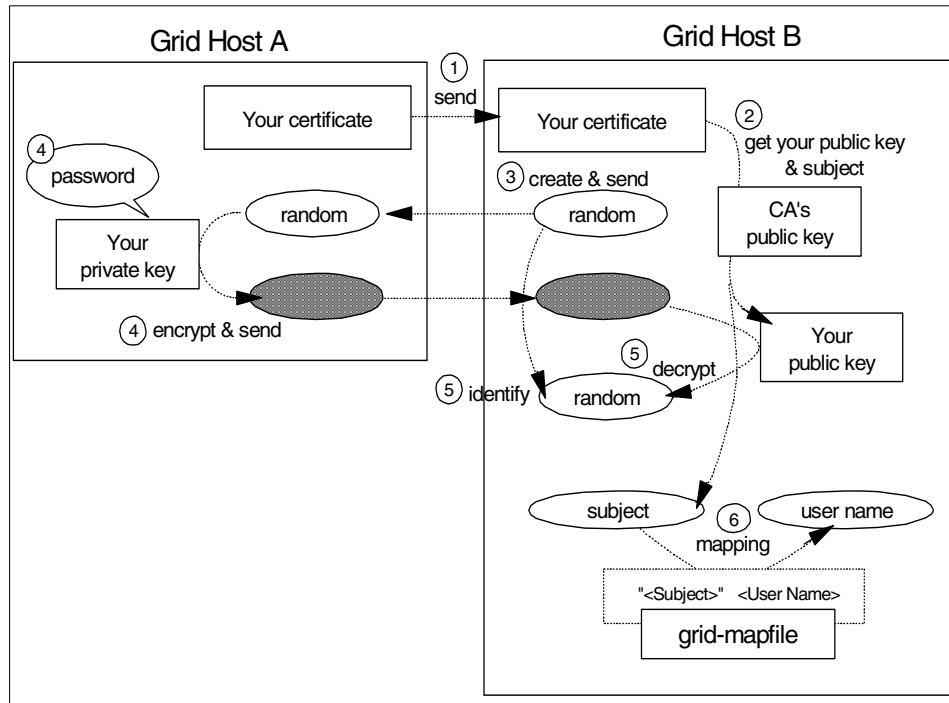 Grid Host A
Grid Host B
1
send
Your certificate
Your certificate
2
get your public key
& subject
4
password
3 create & send
random
random
CA's
public key
Your
private key
4 encrypt & send
Your
public key
5
decrypt
5 identify
random
subject
6
mapping
user name
"<Subject>" <User Name>
grid-mapfile